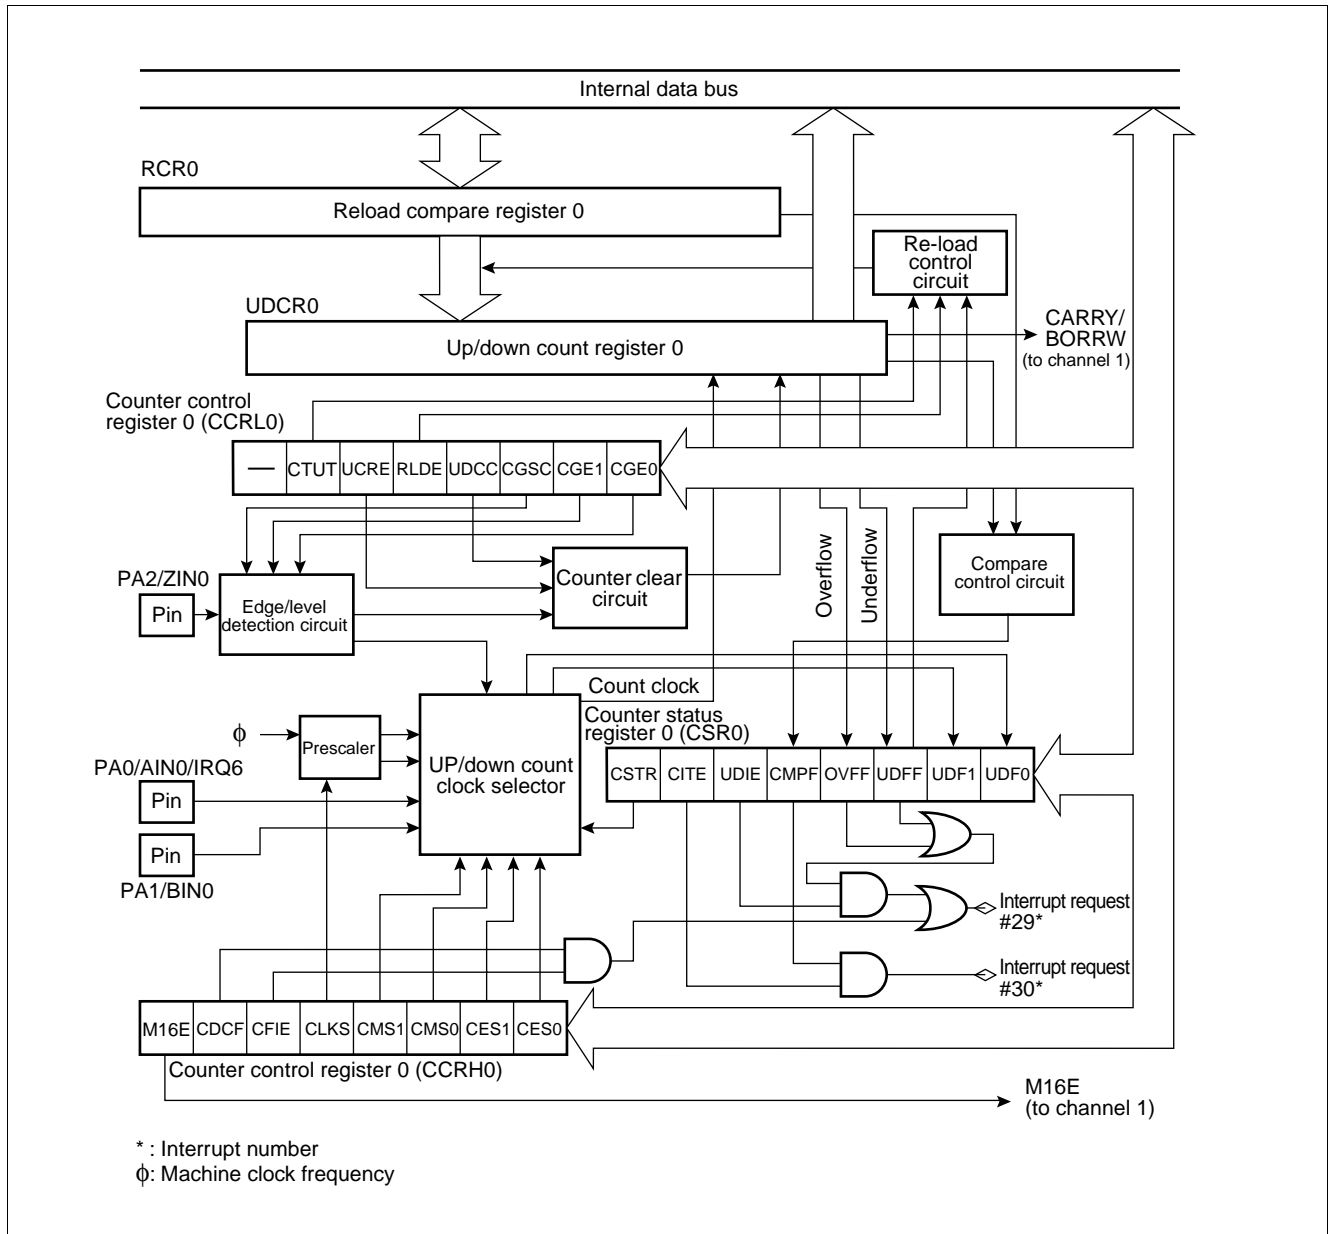 Internal data bus
RCR0
Reload compare register 0
Re-load
control
circuit
UDCR0
Up/down count register 0
CARRY/
BORRW
(to channel 1)
Counter control
register 0 (CCRL0)
— CTUT UCRE RLDE UDCC CGSC CGE1 CGE0
Overflow
Underflow
Compare
control circuit
PA2/ZIN0
Pin
Edge/level
detection circuit
Counter clear
circuit
Count clock
Counter status
register 0 (CSR0)
ϕ
Prescaler
UP/down count
clock selector
CSTR CITE UDIE CMPF OVFF UDFF UDF1 UDF0
PA0/AIN0/IRQ6
Pin
Pin
PA1/BIN0
Interrupt request
#29*
Interrupt request
#30*
M16E CDCF CFIE CLKS CMS1 CMS0 CES1 CES0
Counter control register 0 (CCRH0)
M16E
(to channel 1)
* : Interrupt number
ϕ: Machine clock frequency